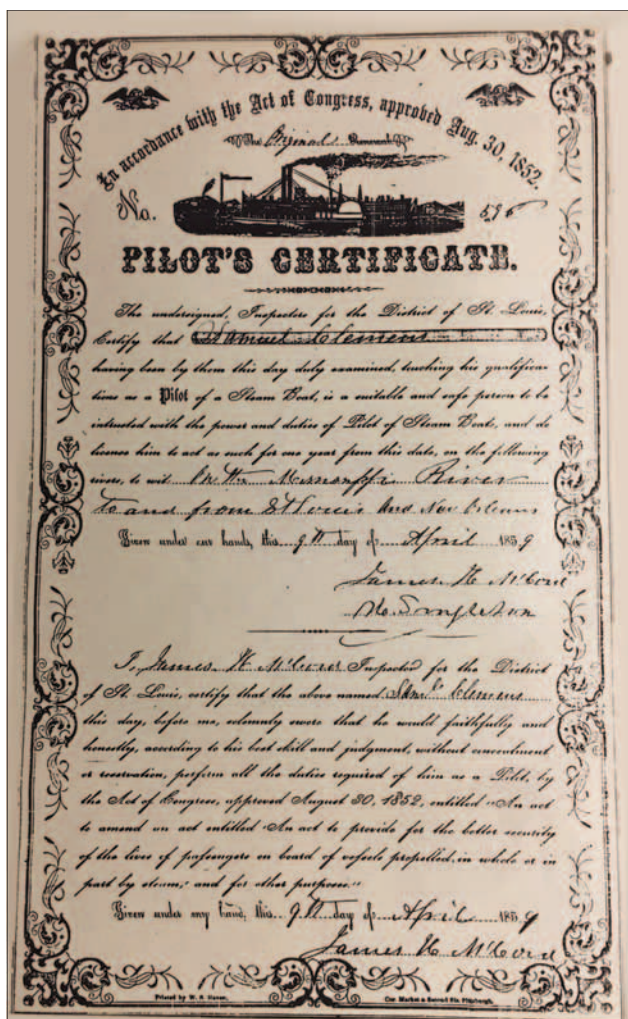 In accordance with the Act of Congress, approved Aug. 30, 1852.
The Original Renewed
No. 596
PILOT'S CERTIFICATE.
The undersigned, Inspectors for the District of St. Louis,
Certify that Samuel Clemens
having been by them this day duly examined, touching his qualifica-
tions as a Pilot of a Steam Boat, is a suitable and safe person to be
intrusted with the power and duties of Pilot of Steam Boats, and do
license him to act as such for one year from this date, on the following
rivers, to wit On the Mississippi River
To and from St Louis and New Orleans
Given under our hands, this 9th day of April 1859
James H McCord
H. Singleton
I, James H McCord Inspector for the District
of St. Louis, certify that the above named Saml. Clemens
this day, before me, solemnly swore that he would faithfully and
honestly, according to his best skill and judgment, without concealment
or reservation, perform all the duties required of him as a Pilot, by
the Act of Congress, approved August 30, 1852, entitled "An act
to amend an act entitled "An act to provide for the better security
of the lives of passengers on board of vessels propelled, in whole or in
part by steam," and for other purposes."
Given under my hand, this 9th day of April 1859
James H McCord
Printed by W. S. Haven, Cor. Market & Second Sts. Pittsburgh.